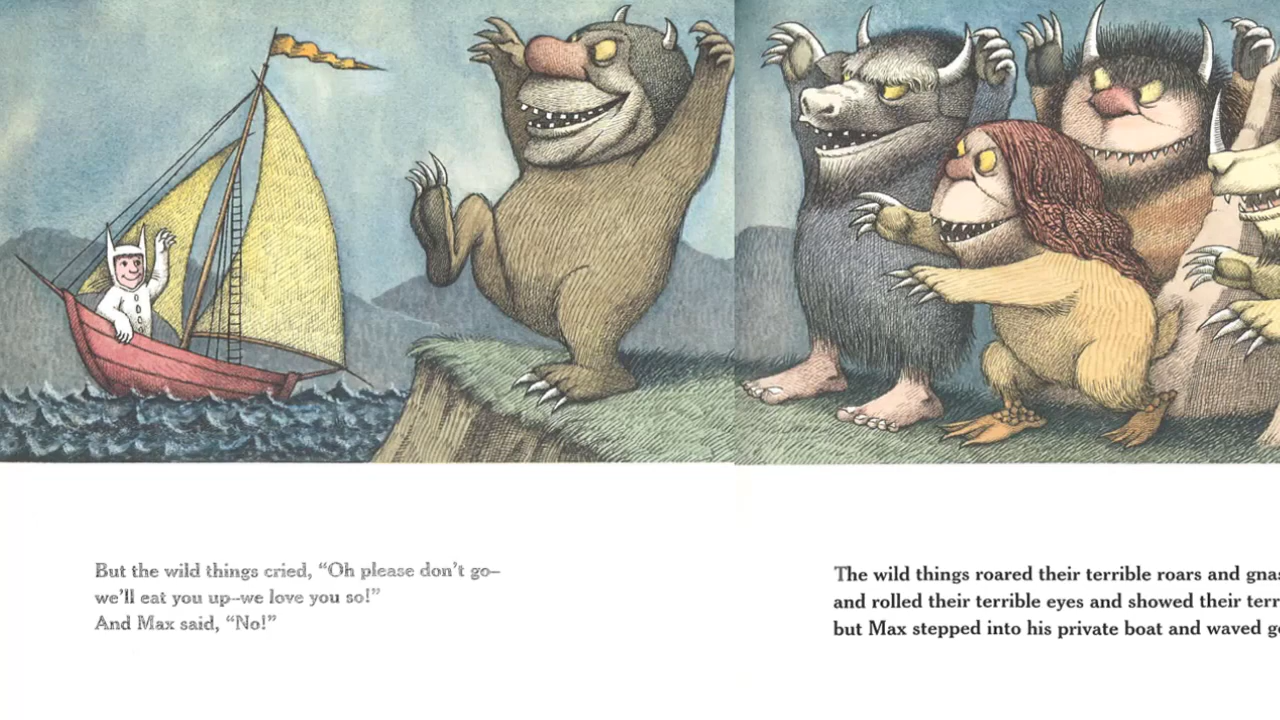 But the wild things cried, “Oh please don’t go–
we’ll eat you up–we love you so!”
And Max said, “No!”
The wild things roared their terrible roars and
and rolled their terrible eyes and showed their
but Max stepped into his private boat and waved